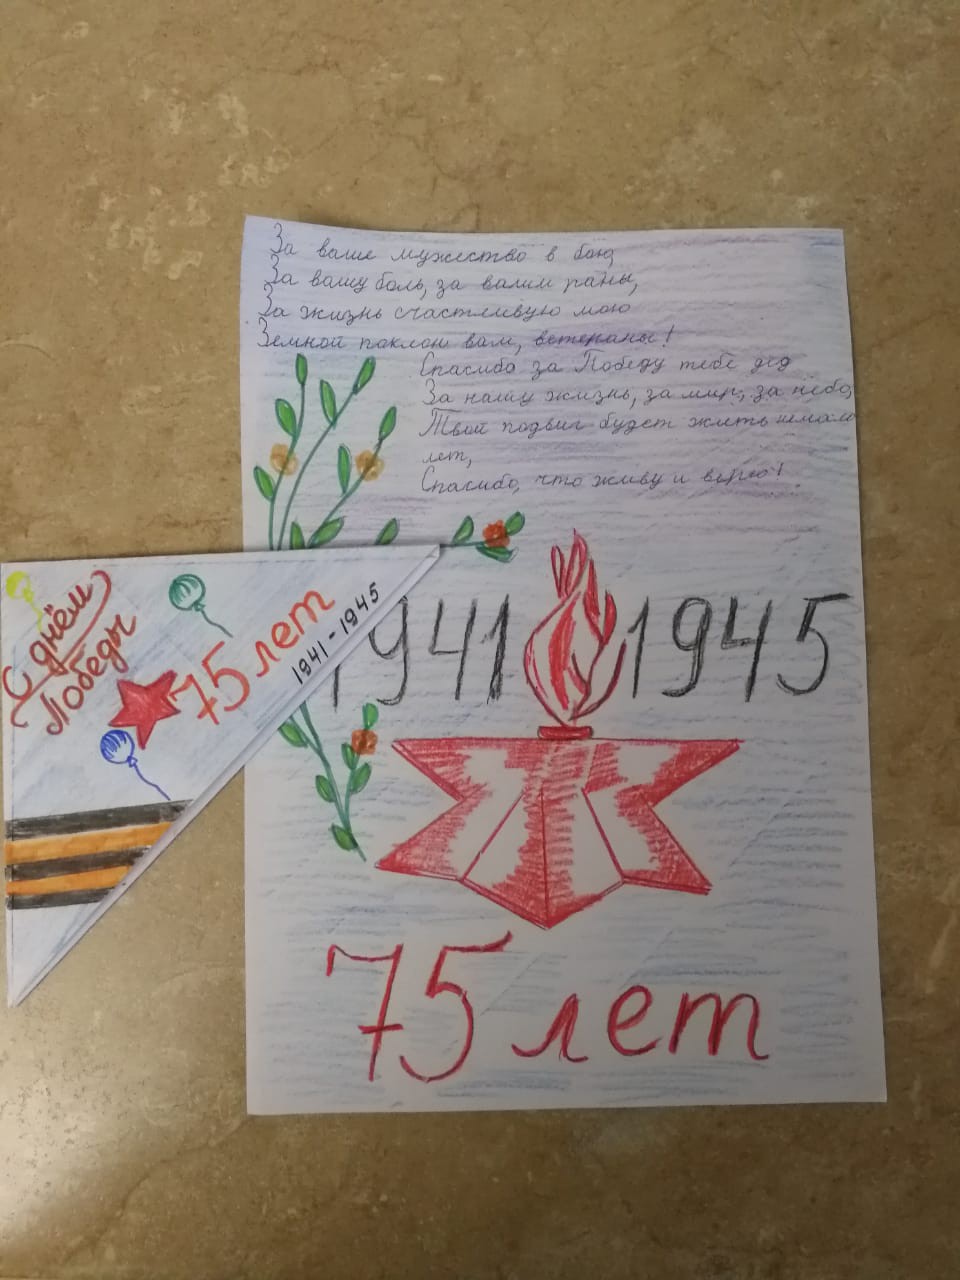 За ваше мужество в бою,
За вашу боль, за ваши раны,
За жизнь счастливую мою
Земной поклон вам, ветераны!
Спасибо за Победу тебе дед
За нашу жизнь, за мир, за небо,
Твой подвиг будет жить немало
лет,
Спасибо, что живу и верю!
С днём
Победы
75 лет
1941-1945
1941 1945
75 лет